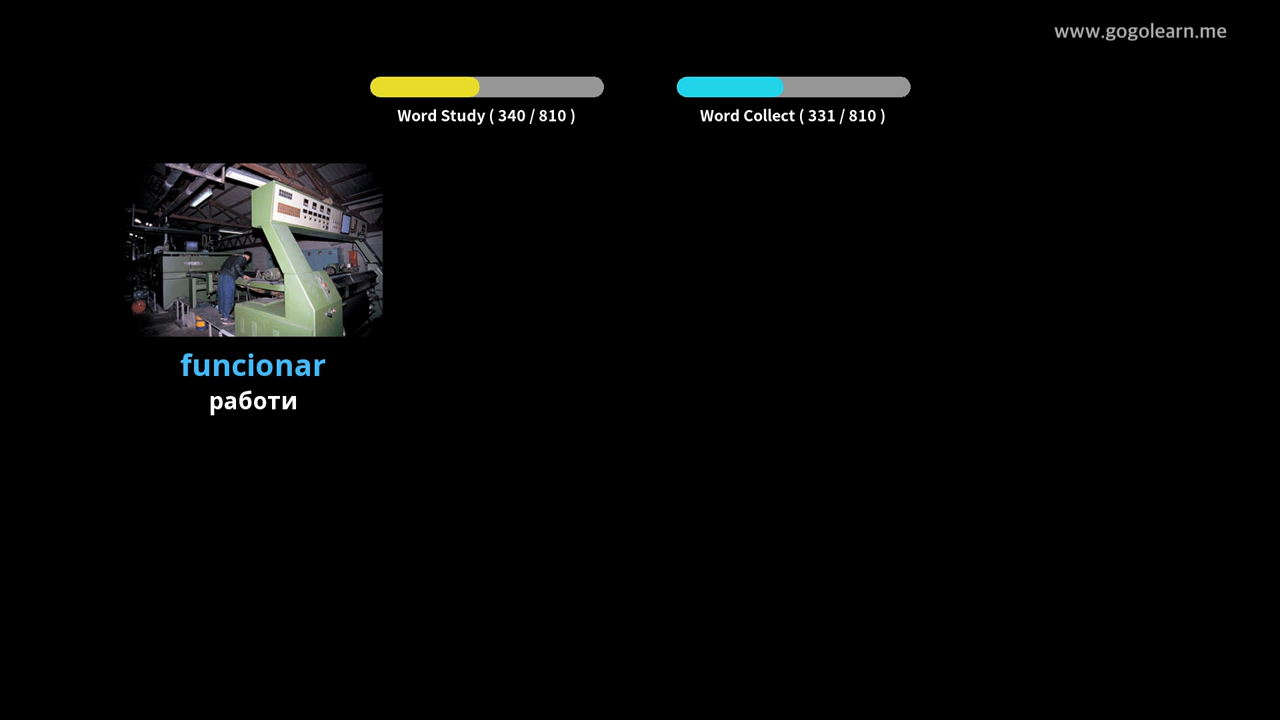 www.gogolearn.me
Word Study ( 340 / 810 )
Word Collect ( 331 / 810 )
funcionar
работи